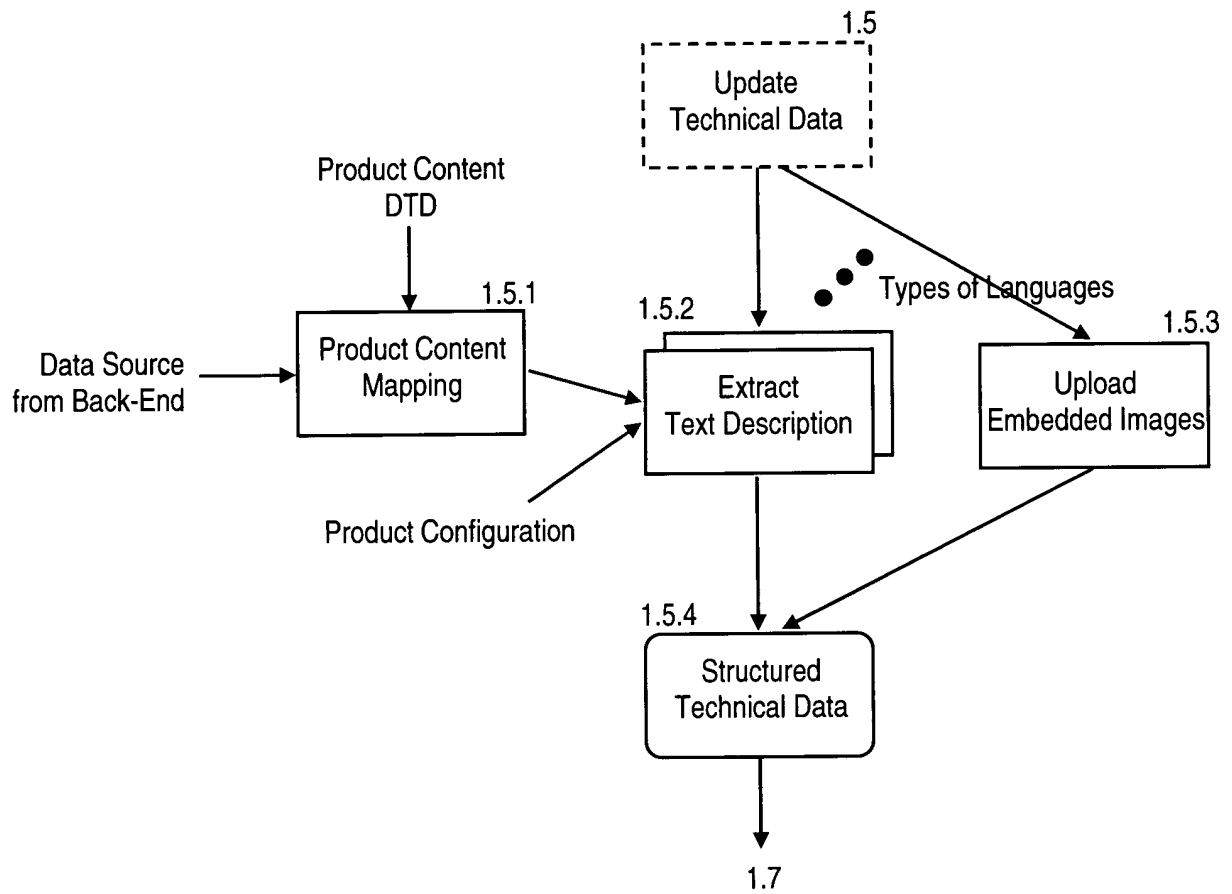 1.5
Update
Technical Data
Product Content
DTD
Types of Languages
1.5.1
1.5.2
1.5.3
Data Source
from Back-End
Product Content
Mapping
Extract
Text Description
Upload
Embedded Images
Product Configuration
1.5.4
Structured
Technical Data
1.7